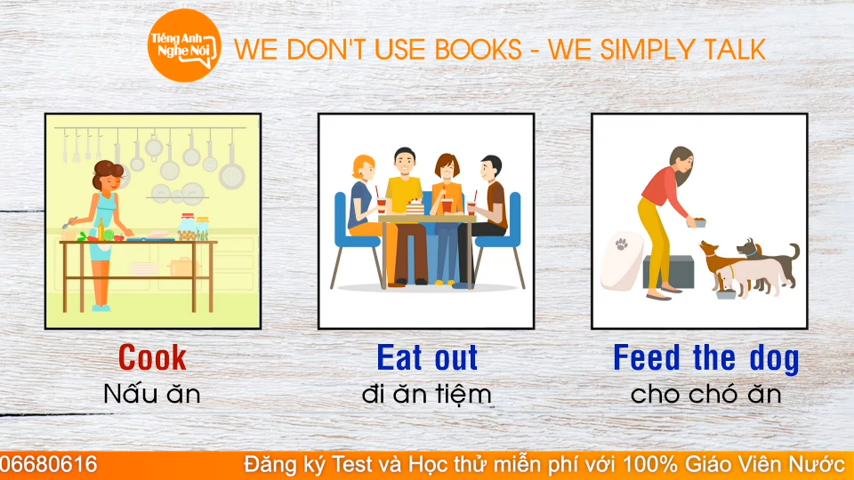 Tiếng Anh
Nghe Nói
WE DON'T USE BOOKS - WE SIMPLY TALK
Cook
Eat out
Feed the dog
Nấu ăn
đi ăn tiệm
cho chó ăn
06680616
Đăng ký Test và Học thử miễn phí với 100% Giáo Viên Nước